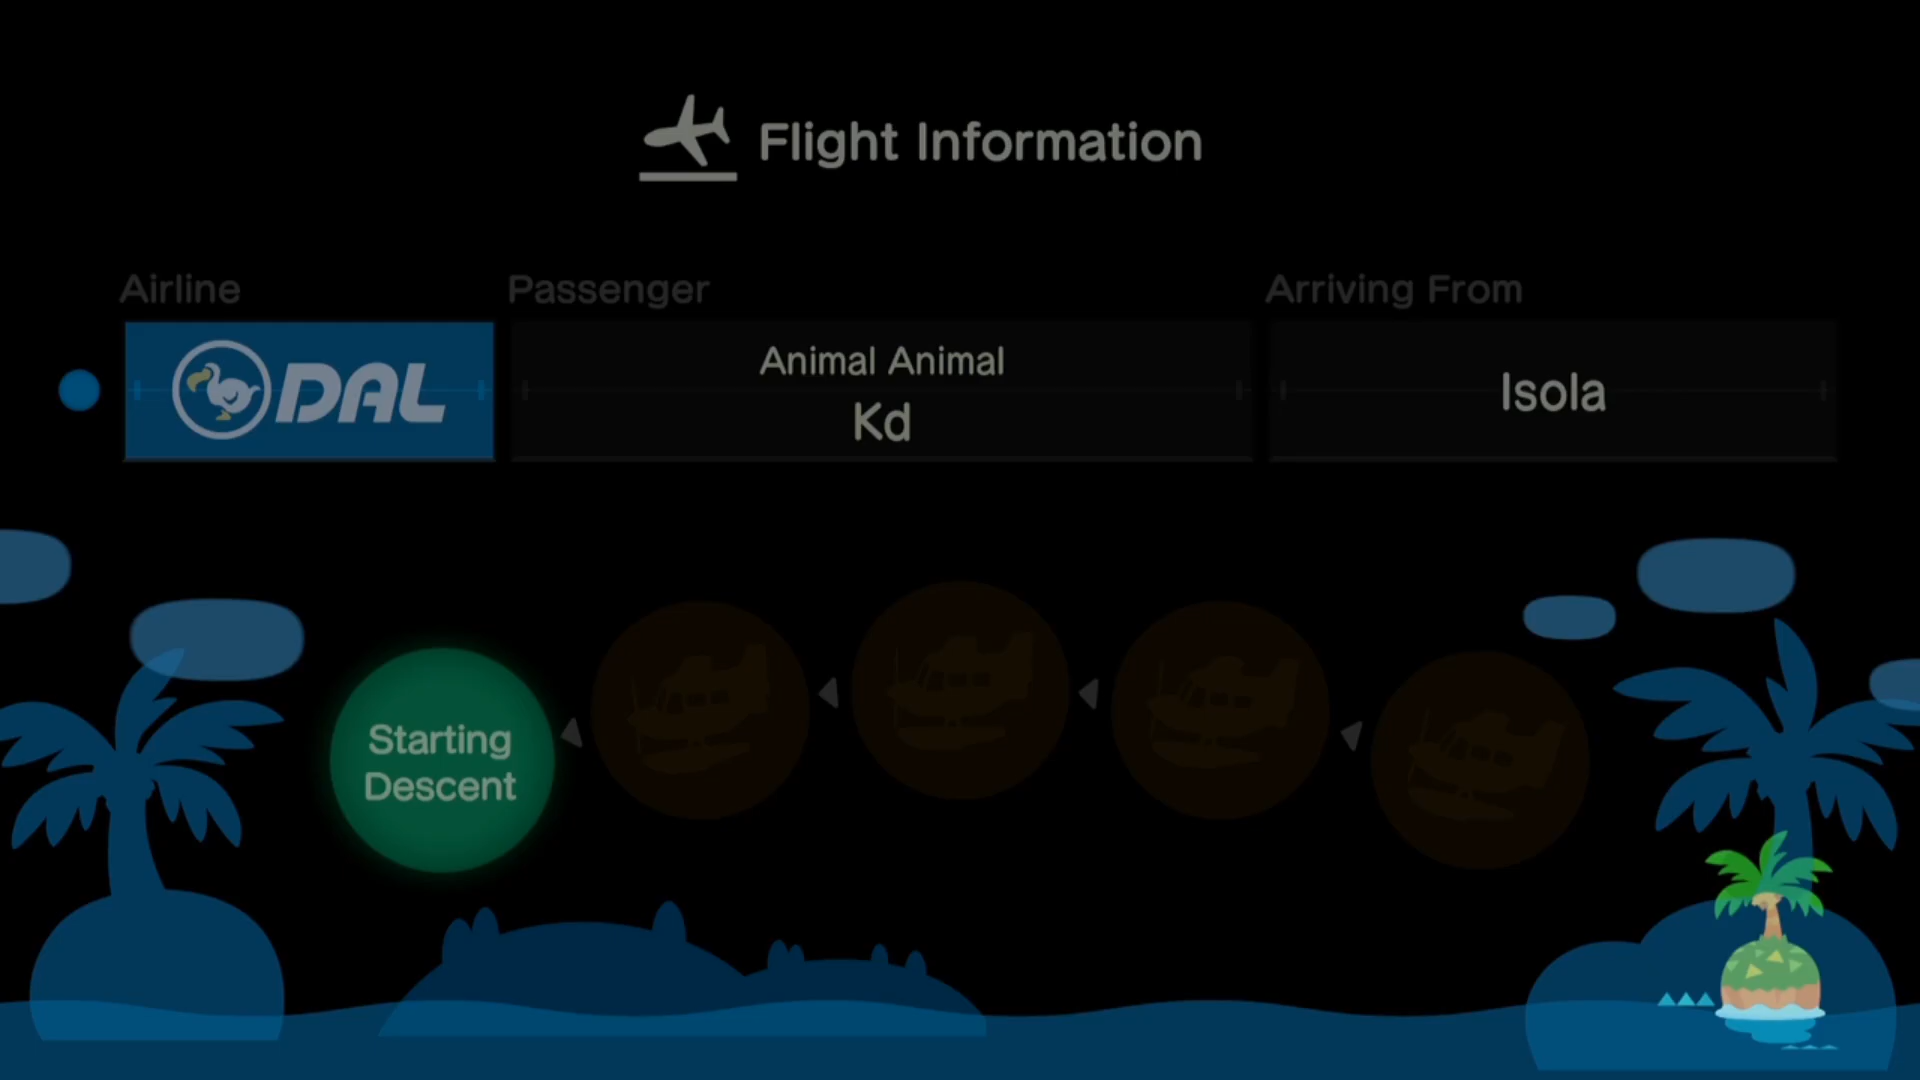 Flight Information
Airline
Passenger
Arriving From
DAL
Animal Animal
Kd
Isola
Starting
Descent